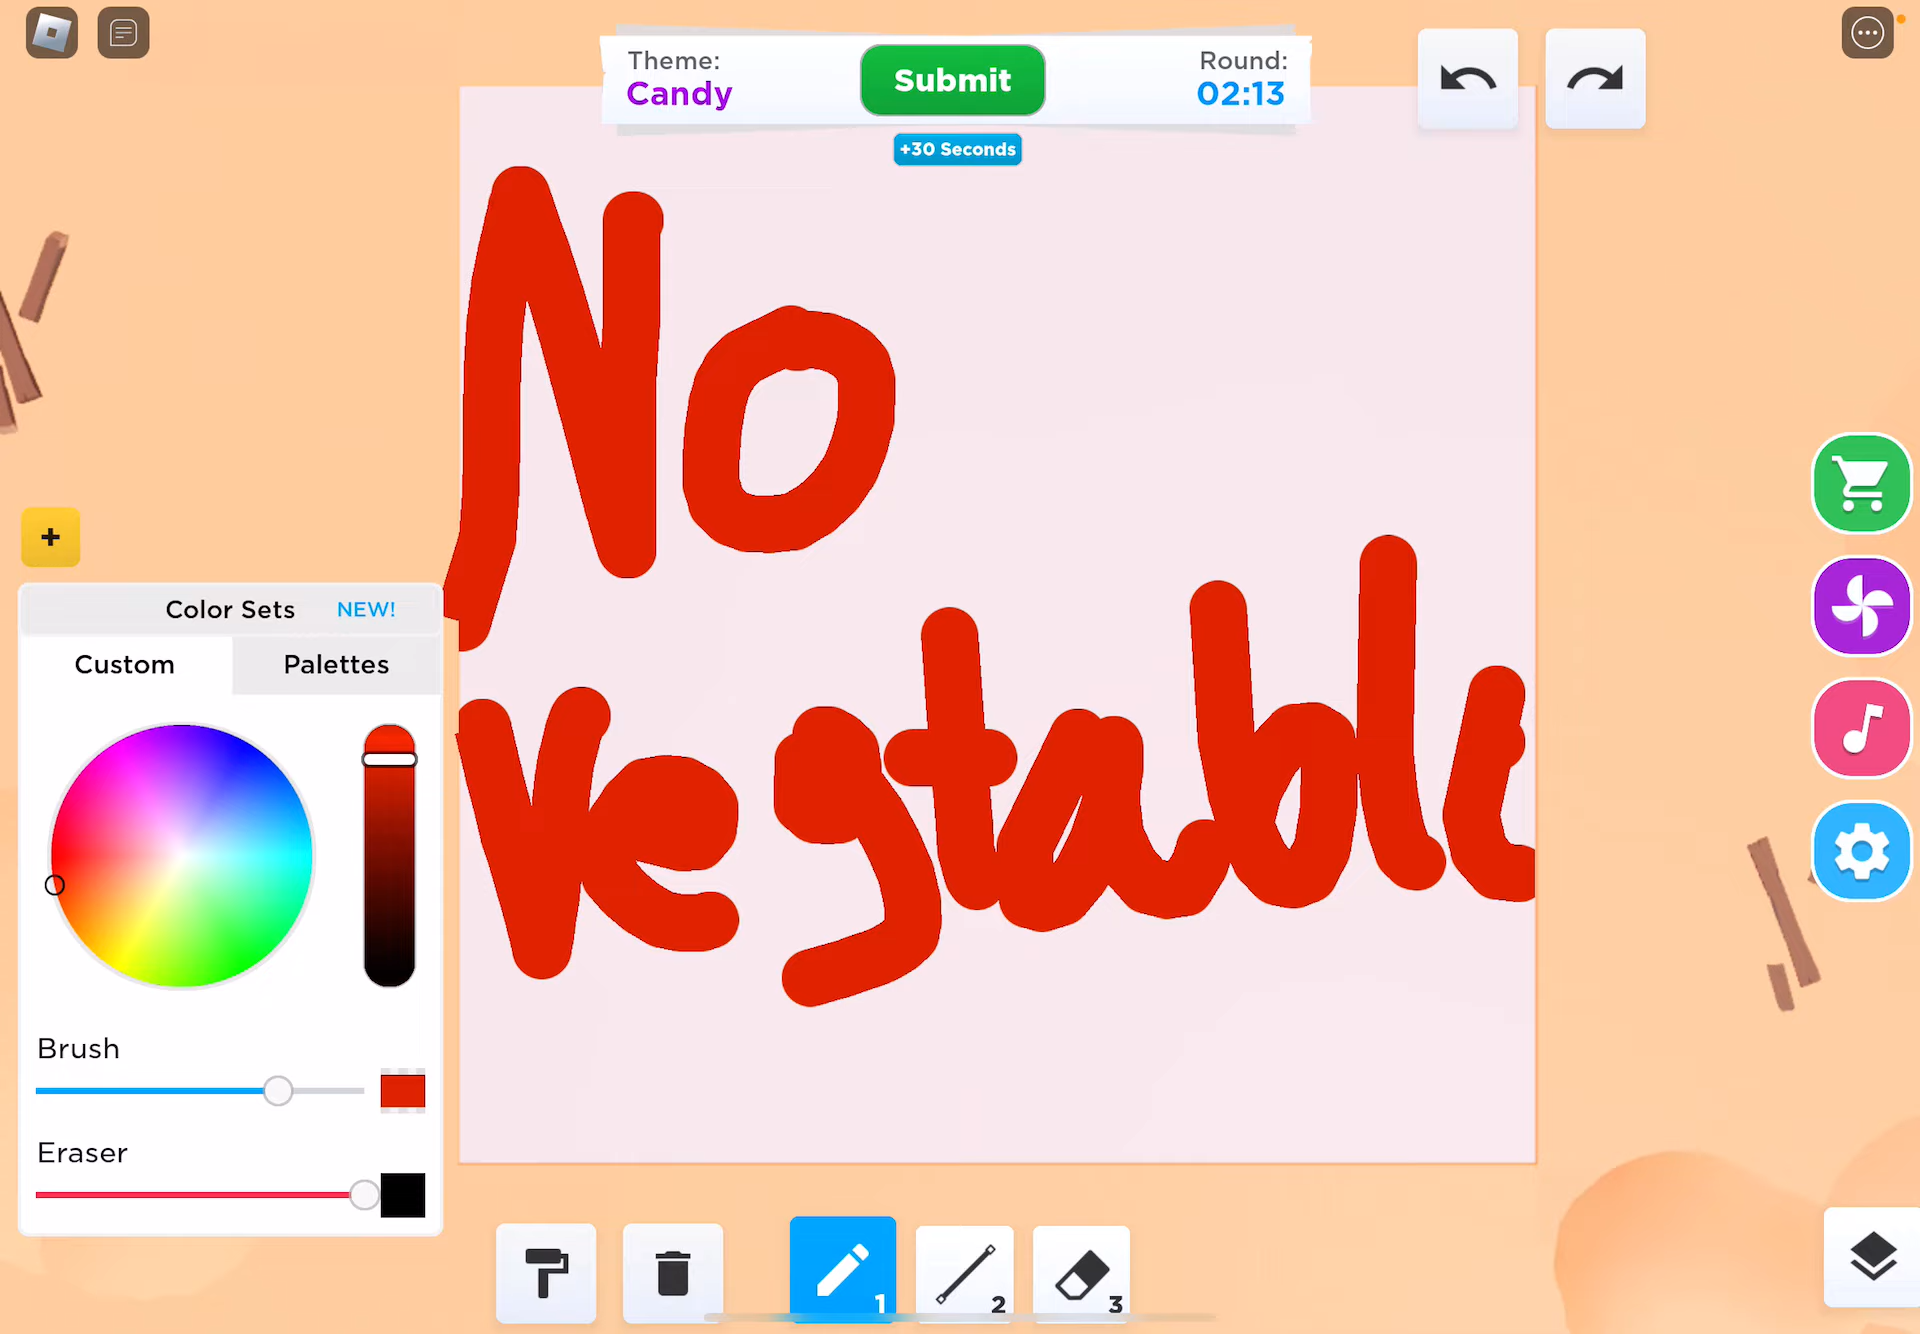 Theme:
Candy
Submit
Round:
02:13
+30 Seconds
No
Vegtable
+
Color Sets NEW!
Custom
Palettes
Brush
Eraser
1
2
3